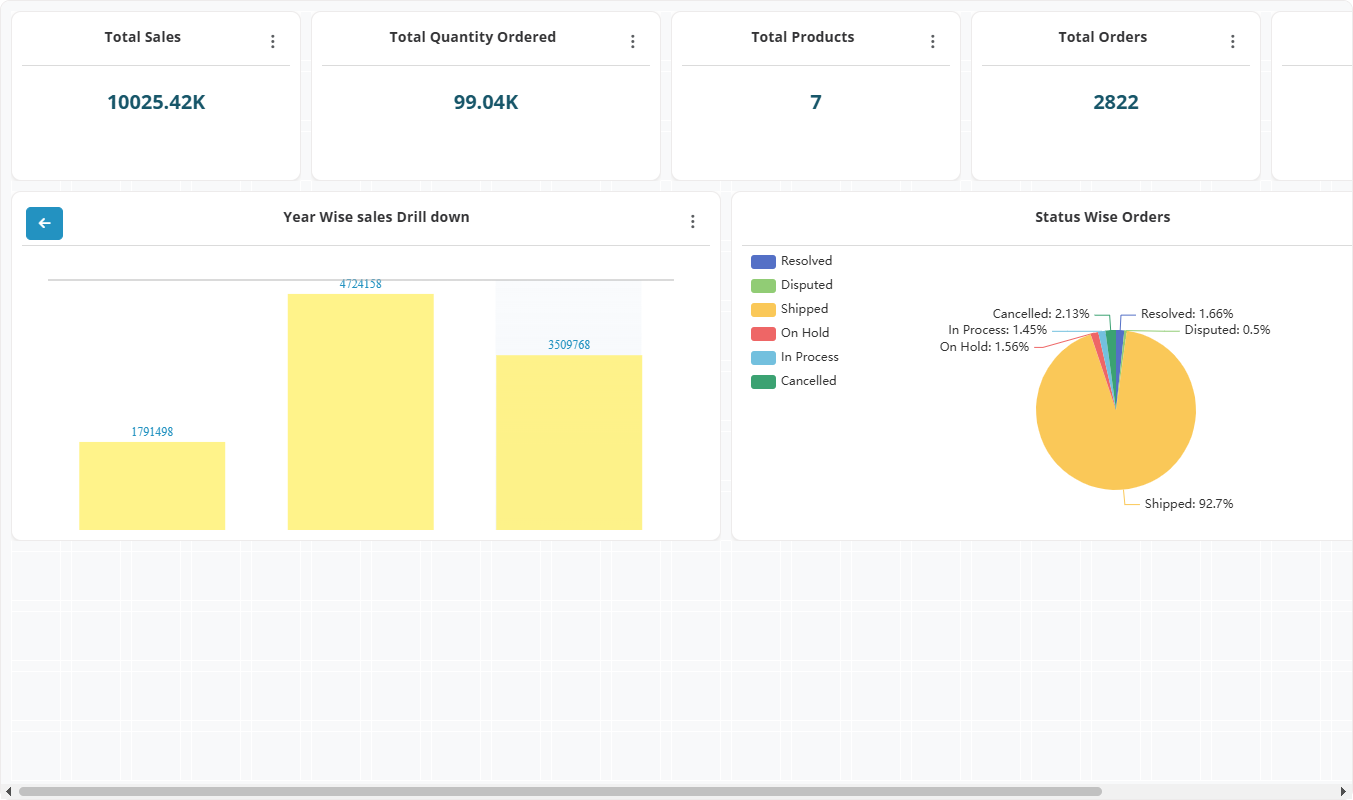 Total Sales
10025.42K
Total Quantity Ordered
99.04K
Total Products
7
Total Orders
2822
Year Wise sales Drill down
4724158
3509768
1791498
Status Wise Orders
Resolved
Disputed
Shipped
On Hold
In Process
Cancelled
Cancelled: 2.13%
Resolved: 1.66%
In Process: 1.45%
Disputed: 0.5%
On Hold: 1.56%
Shipped: 92.7%